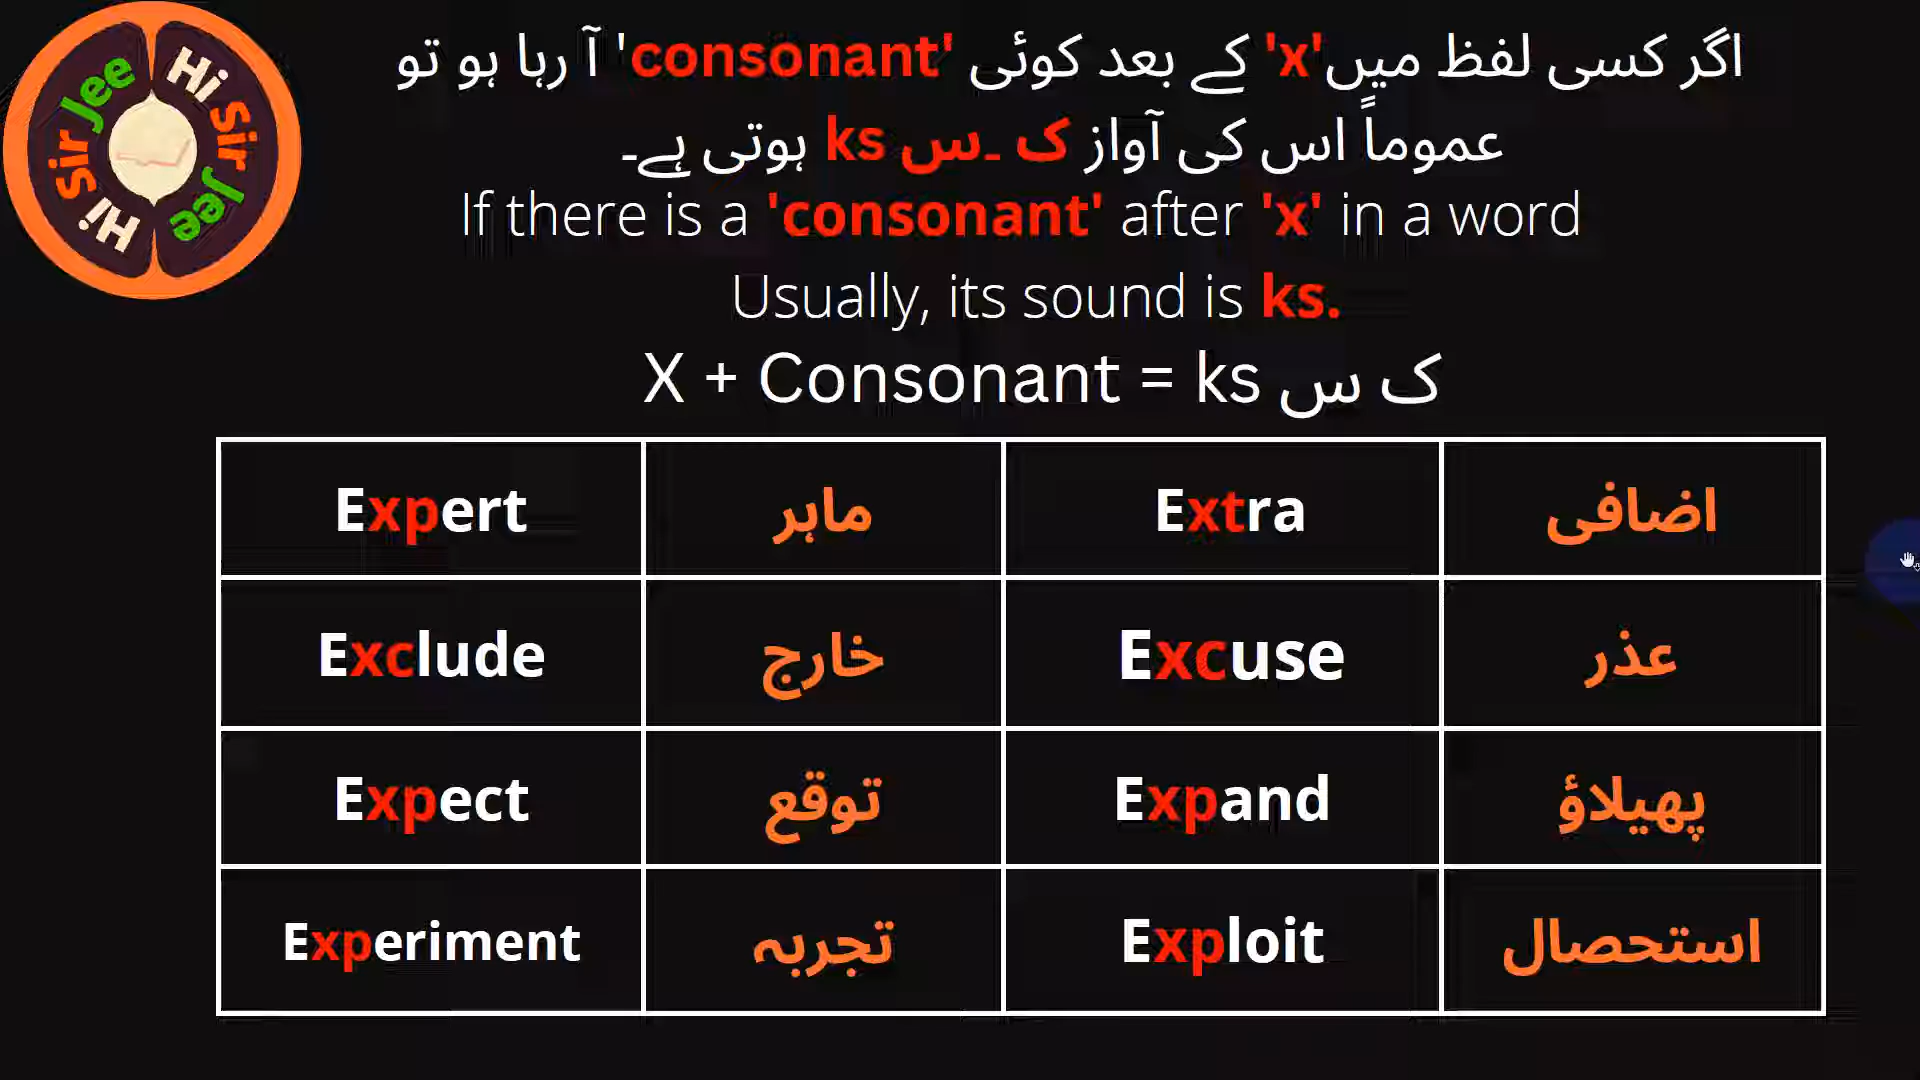 Hi Sir Jee
Hi Sir Jee
اگر کسی لفظ میں 'x' کے بعد کوئی 'consonant' آ رہا ہو تو
عموماً اس کی آواز ک ۔س ks ہوتی ہے۔
If there is a 'consonant' after 'x' in a word
Usually, its sound is ks.
X + Consonant = ks ک س
Expert ماہر Extra اضافی
Exclude خارج Excuse عذر
Expect توقع Expand پھیلاؤ
Experiment تجربہ Exploit استحصال